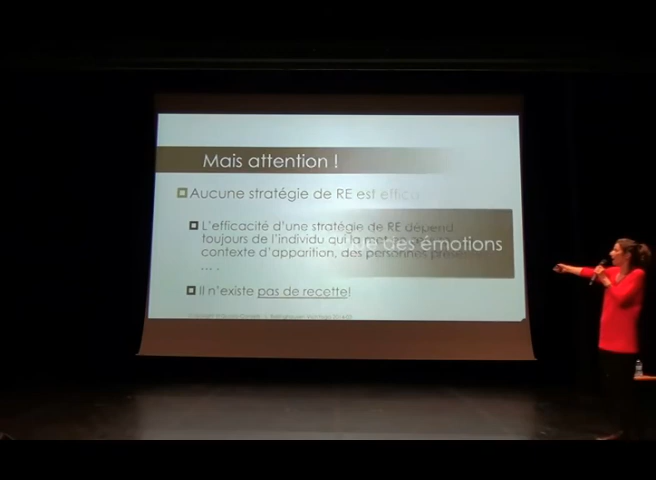 Mais attention !
Aucune stratégie de RE est effica
L'efficacité d'une stratégie de RE dépend
toujours de l'individu qui la met
des émotions
contexte d'apparition, des personnes
... .
Il n'existe pas de recette!